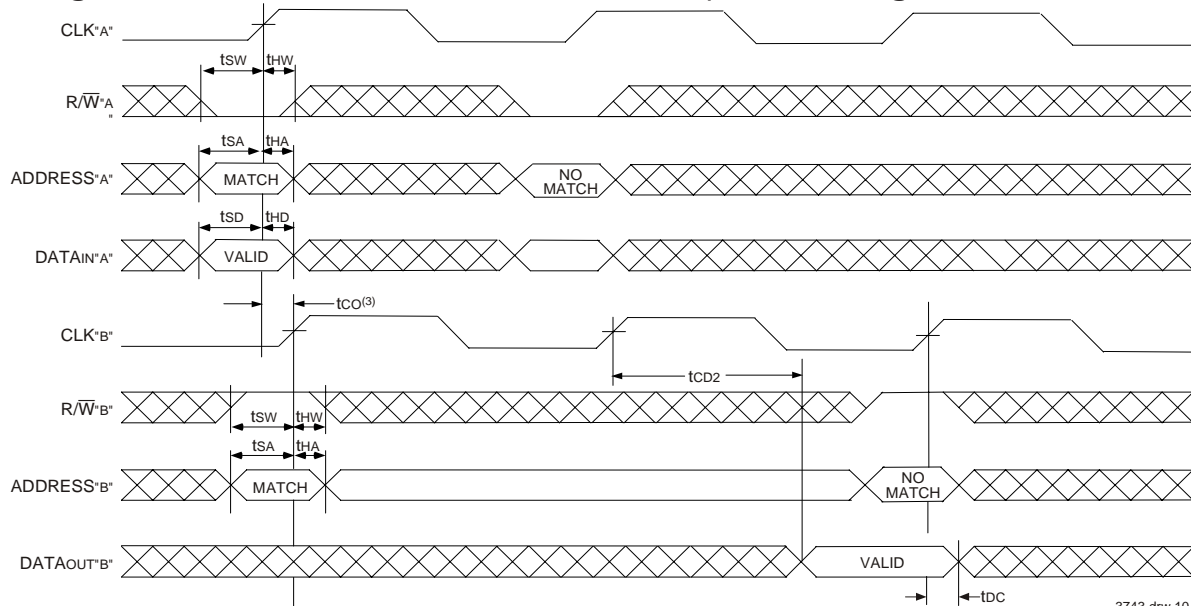 CLK"A"
tSW tHW
R/W"A
"
tSA tHA
ADDRESS"A" MATCH NO
MATCH
tSD tHD
DATAIN"A" VALID
tCO(3)
CLK"B"
tCD2
R/W"B"
tSW tHW
tSA tHA
ADDRESS"B" MATCH NO
MATCH
DATAOUT"B" VALID
tDC